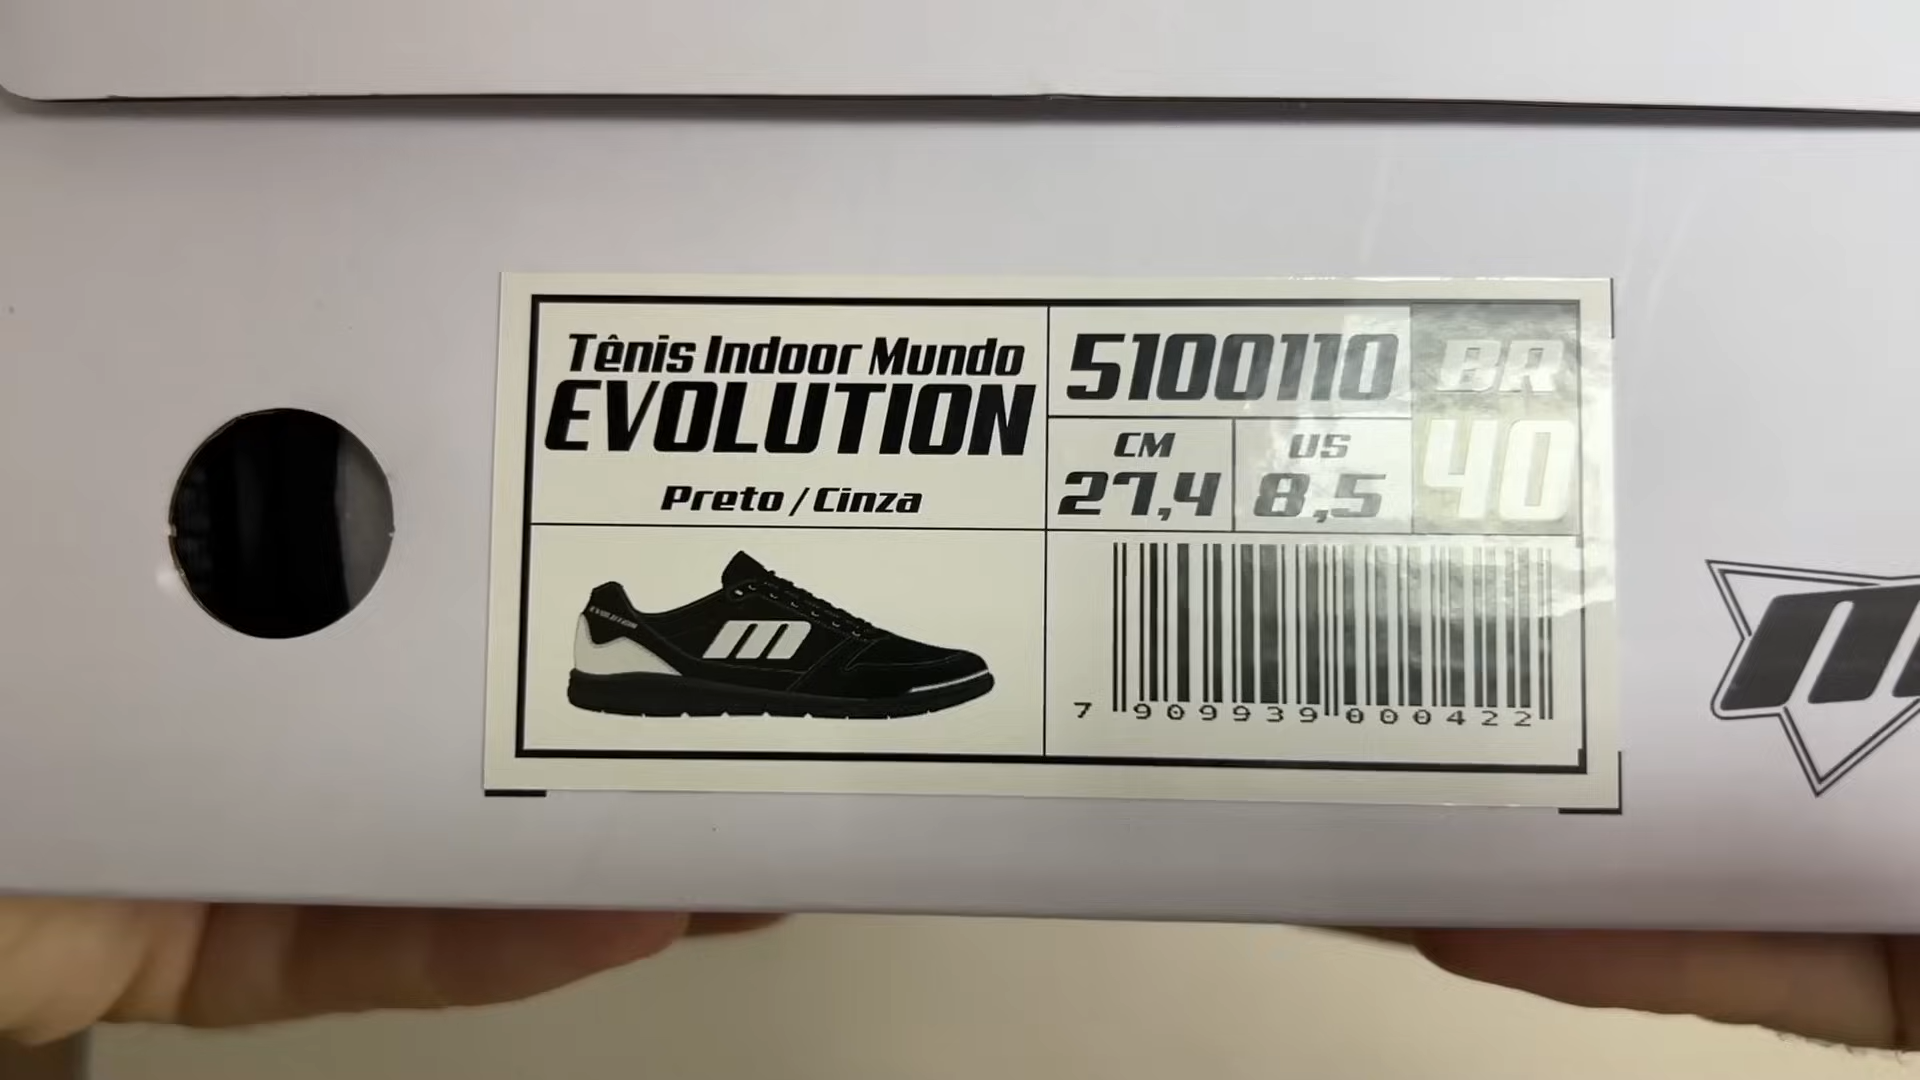 Tênis Indoor Mundo
EVOLUTION
Preto / Cinza
5100110
CM
27,4
US
8,5
BR
40
EVOLUTION
7 909939 000422